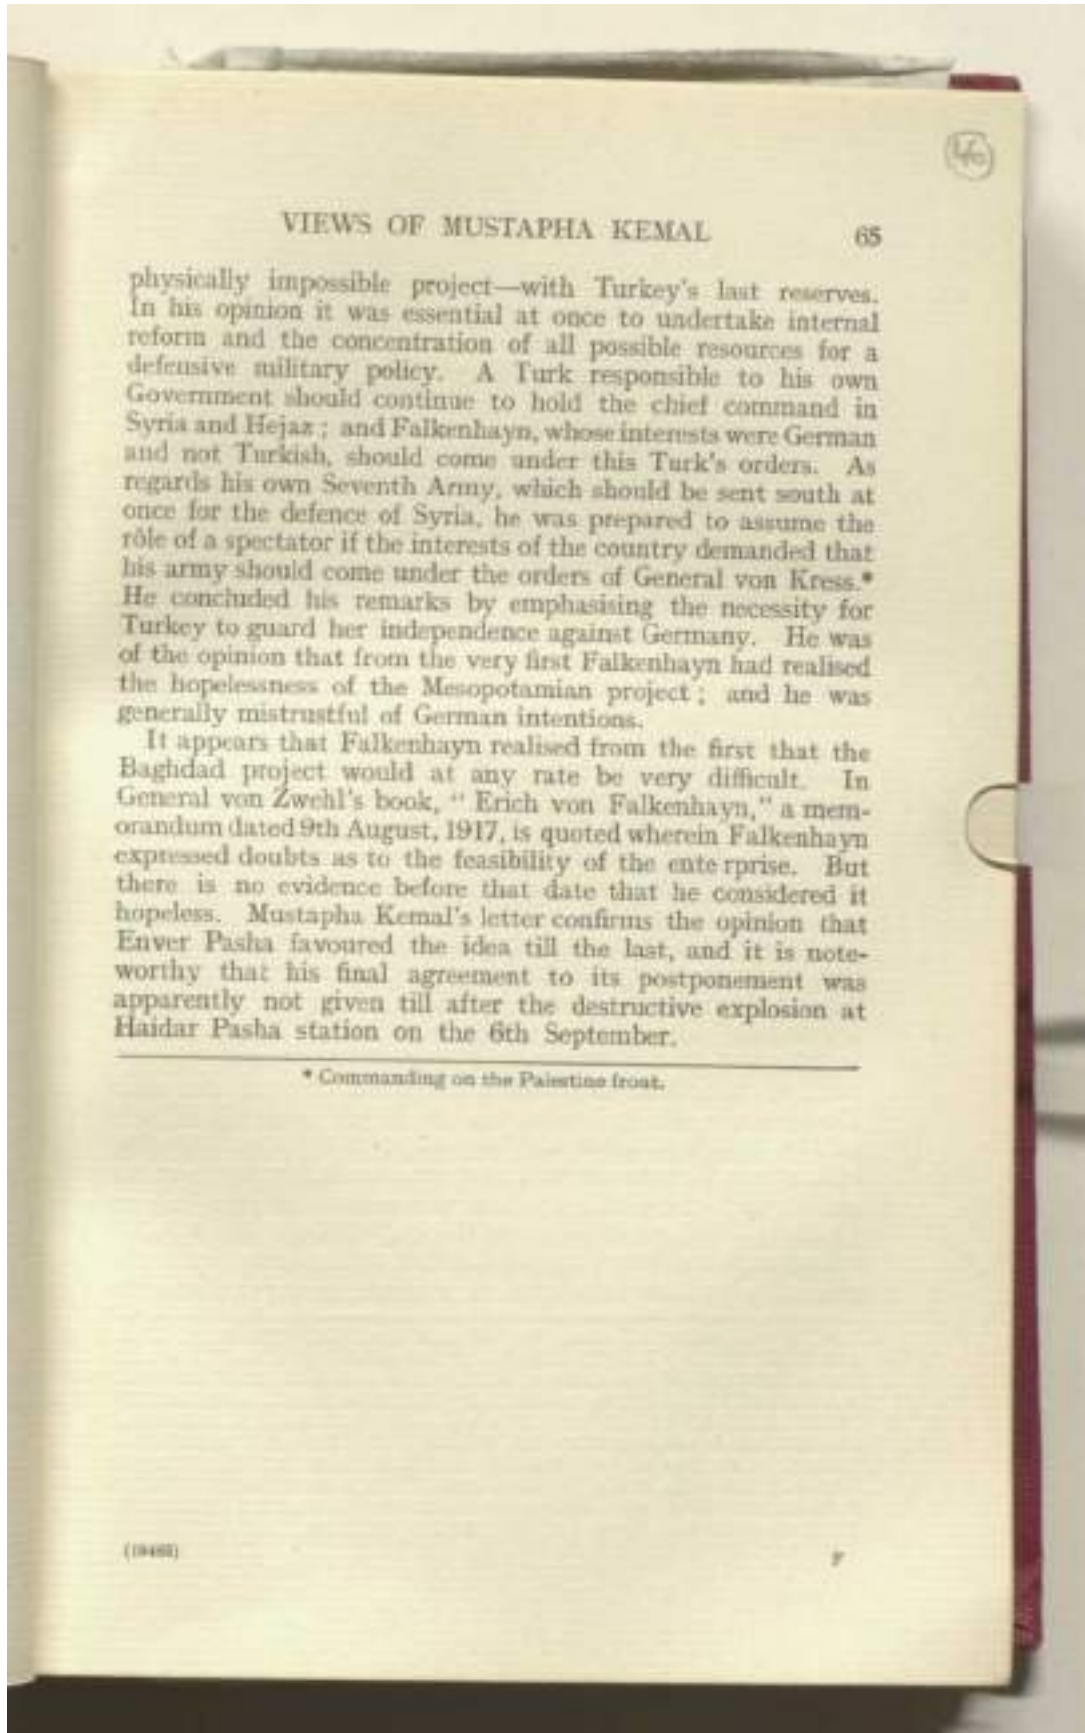 VIEWS OF MUSTAPHA KEMAL 65
physically impossible project—with Turkey's last reserves.
In his opinion it was essential at once to undertake internal
reform and the concentration of all possible resources for a
defensive military policy. A Turk responsible to his own
Government should continue to hold the chief command in
Syria and Hejaz ; and Falkenhayn, whose interests were German
and not Turkish, should come under this Turk's orders. As
regards his own Seventh Army, which should be sent south at
once for the defence of Syria, he was prepared to assume the
rôle of a spectator if the interests of the country demanded that
his army should come under the orders of General von Kress.*
He concluded his remarks by emphasising the necessity for
Turkey to guard her independence against Germany. He was
of the opinion that from the very first Falkenhayn had realised
the hopelessness of the Mesopotamian project ; and he was
generally mistrustful of German intentions.
It appears that Falkenhayn realised from the first that the
Baghdad project would at any rate be very difficult. In
General von Zwehl's book, " Erich von Falkenhayn," a mem-
orandum dated 9th August, 1917, is quoted wherein Falkenhayn
expressed doubts as to the feasibility of the ente rprise. But
there is no evidence before that date that he considered it
hopeless. Mustapha Kemal's letter confirms the opinion that
Enver Pasha favoured the idea till the last, and it is note-
worthy that his final agreement to its postponement was
apparently not given till after the destructive explosion at
Haidar Pasha station on the 6th September.
* Commanding on the Palestine front.
F